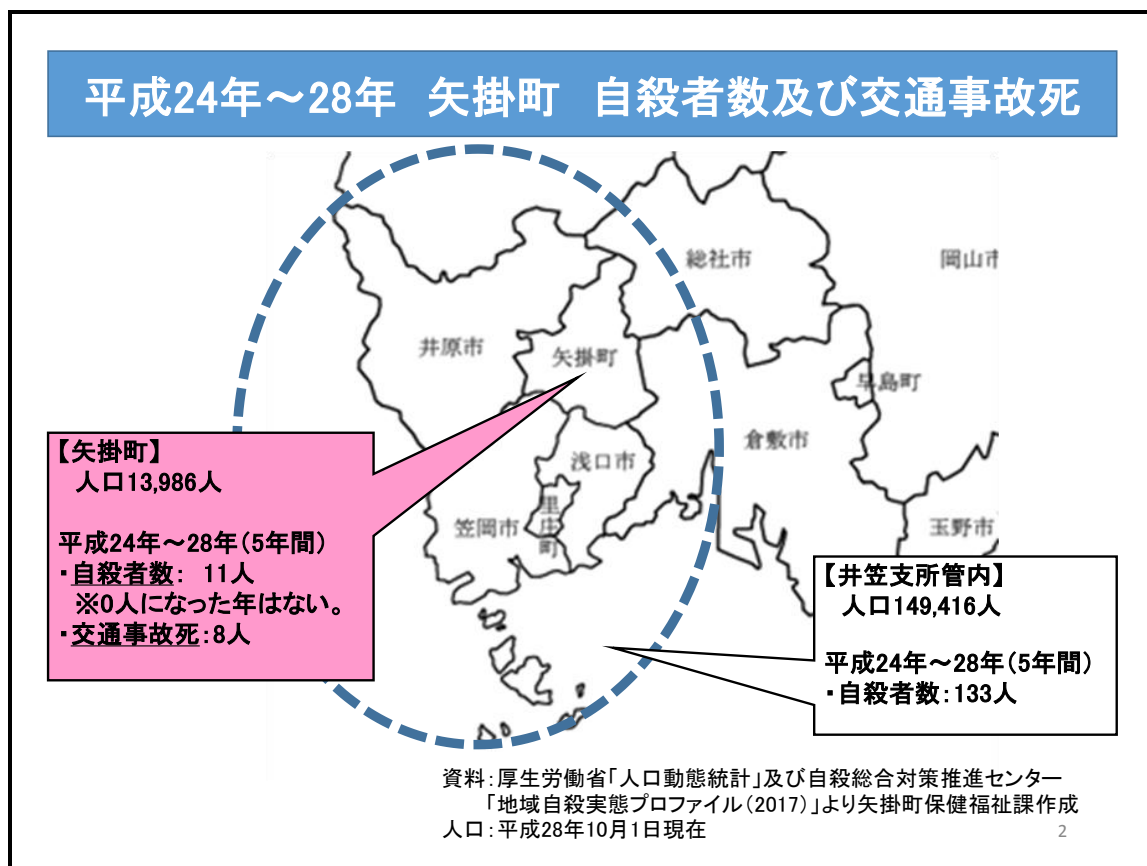 平成24年～28年　矢掛町　自殺者数及び交通事故死
総社市
岡山市
井原市
矢掛町
早島町
倉敷市
浅口市
里庄町
笠岡市
玉野市
【矢掛町】
人口13,986人
平成24年～28年（5年間）
・自殺者数： 11人
※0人になった年はない。
・交通事故死：8人
【井笠支所管内】
人口149,416人
平成24年～28年（5年間）
・自殺者数：133人
資料：厚生労働省「人口動態統計」及び自殺総合対策推進センター
「地域自殺実態プロファイル（2017）」より矢掛町保健福祉課作成
人口：平成28年10月1日現在
2